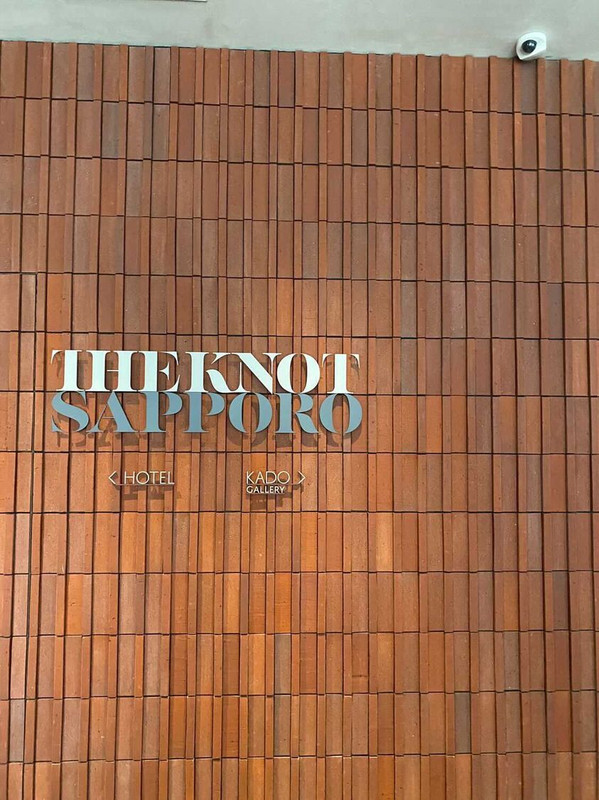 THE KNOT
SAPPORO
< HOTEL
KADO >
GALLERY